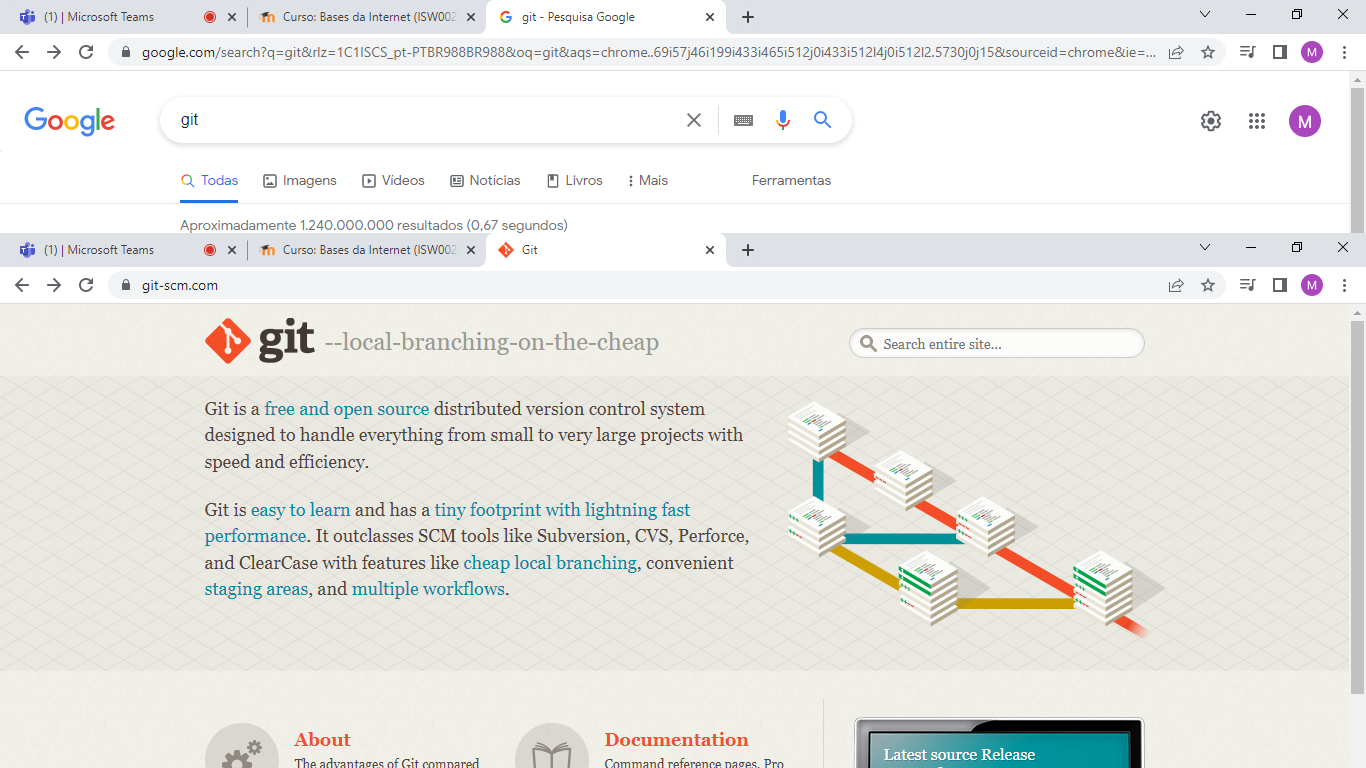 (1) | Microsoft Teams
Curso: Bases da Internet (ISW002
git - Pesquisa Google
google.com/search?q=git&rlz=1C1ISCS_pt-PTBR988BR988&oq=git&aqs=chrome..69i57j46i199i433i465i512j0i433i512l4j0i512l2.5730j0j15&sourceid=chrome&ie=...
M
Google
git
M
Todas
Imagens
Vídeos
Notícias
Livros
Mais
Ferramentas
Aproximadamente 1.240.000.000 resultados (0,67 segundos)
(1) | Microsoft Teams
Curso: Bases da Internet (ISW002
Git
git-scm.com
M
git --local-branching-on-the-cheap
Search entire site...
Git is a free and open source distributed version control system
designed to handle everything from small to very large projects with
speed and efficiency.
Git is easy to learn and has a tiny footprint with lightning fast
performance. It outclasses SCM tools like Subversion, CVS, Perforce,
and ClearCase with features like cheap local branching, convenient
staging areas, and multiple workflows.
About
The advantages of Git compared
Documentation
Command reference pages, Pro
Latest source Release